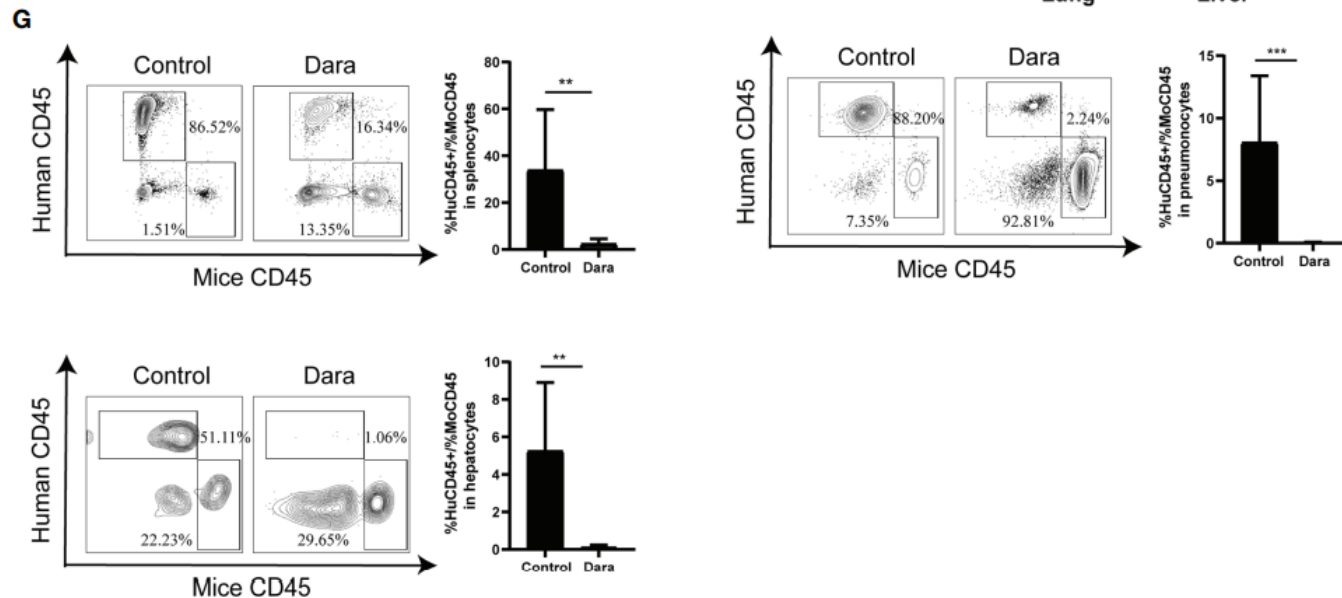 G
Control
Dara
Human CD45
86.52%
16.34%
1.51%
13.35%
Mice CD45
%HuCD45+/%MoCD45
in splenocytes
80
60
40
20
0
**
Control
Dara
Control
Dara
Human CD45
88.20%
2.24%
7.35%
92.81%
Mice CD45
%HuCD45+/%MoCD45
in pneumonocytes
15
10
5
0
***
Control
Dara
Control
Dara
Human CD45
51.11%
1.06%
22.23%
29.65%
Mice CD45
%HuCD45+/%MoCD45
in hepatocytes
10
8
6
4
2
0
**
Control
Dara